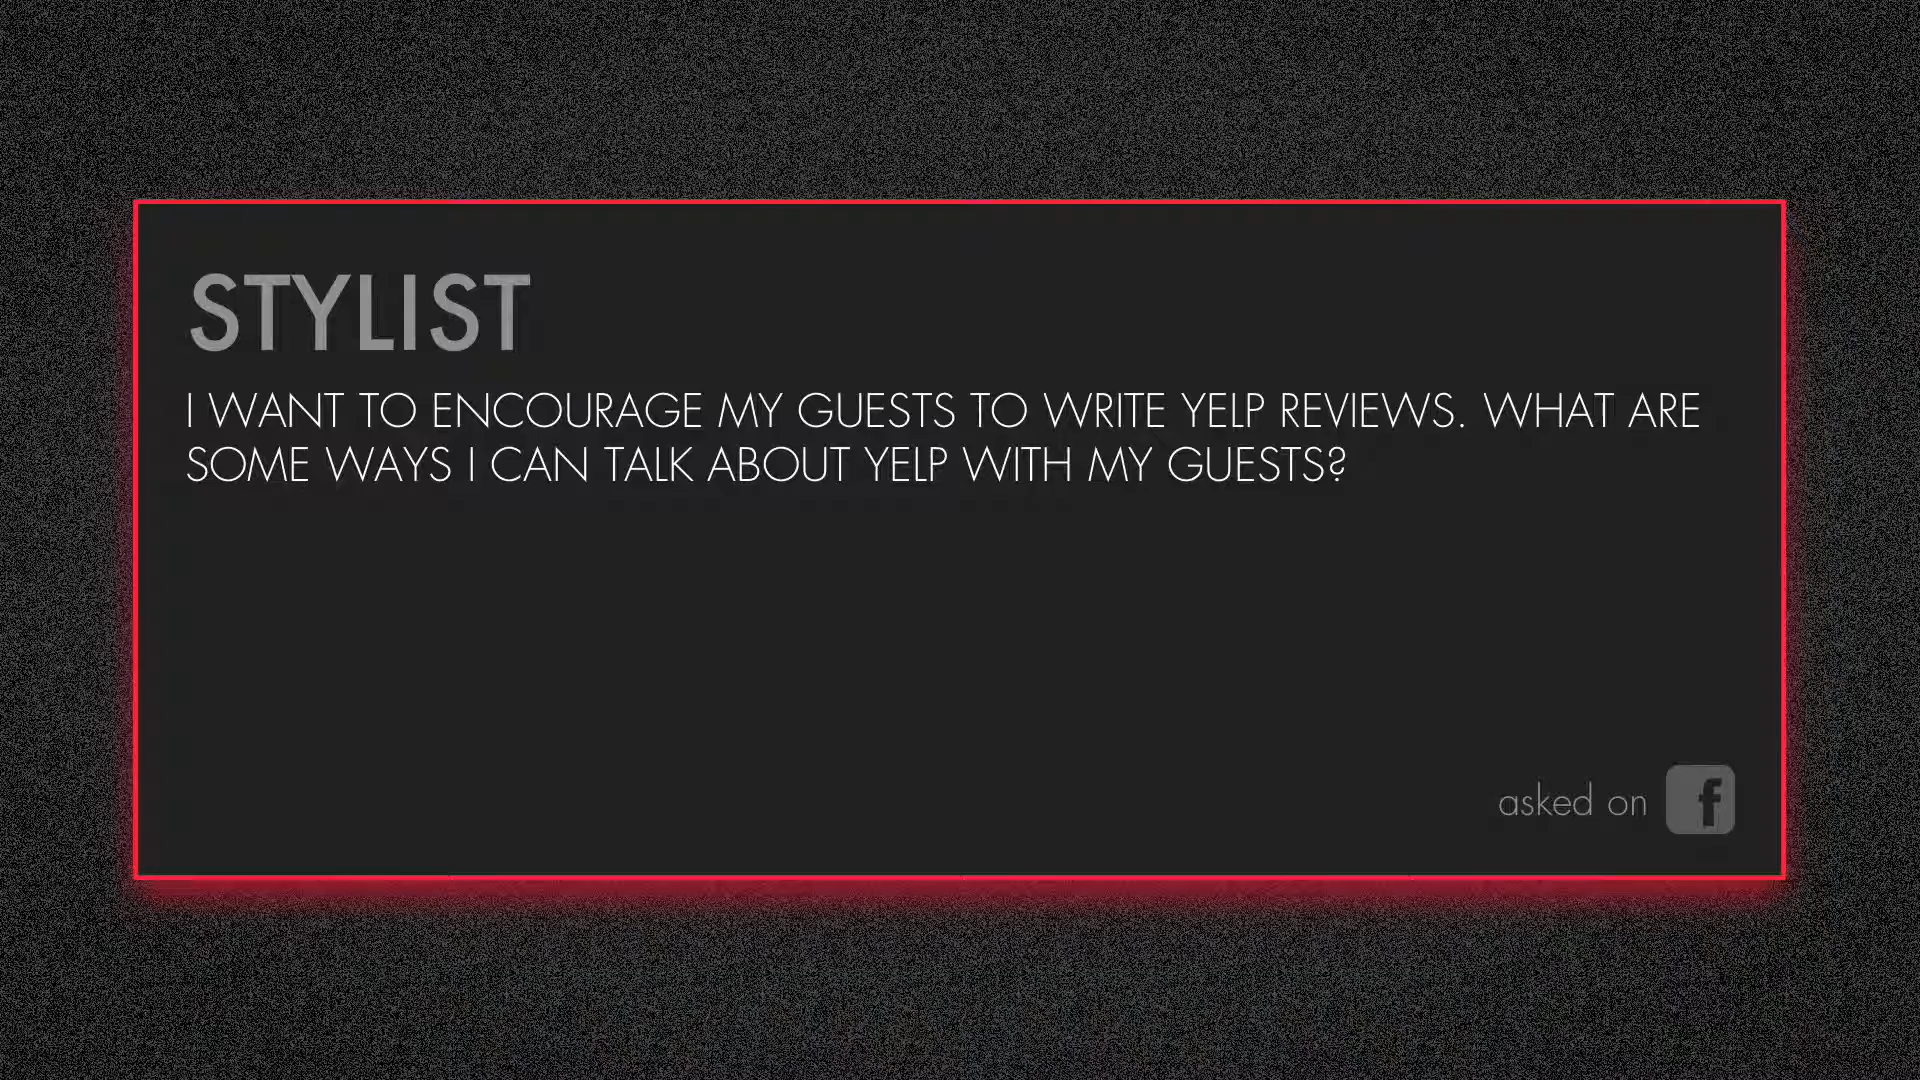 STYLIST
I WANT TO ENCOURAGE MY GUESTS TO WRITE YELP REVIEWS. WHAT ARE
SOME WAYS I CAN TALK ABOUT YELP WITH MY GUESTS?
asked on f